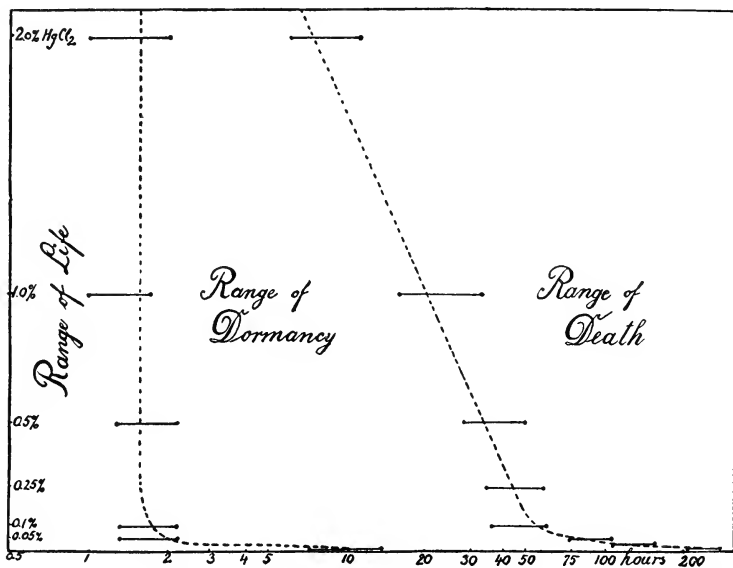 2.0% HgCl2
1.0%
0.5%
0.25%
0.1%
0.05%
Range of Life
Range of
Dormancy
Range of
Death
0.5 1 2 3 4 5 10 20 30 40 50 75 100 hours 200